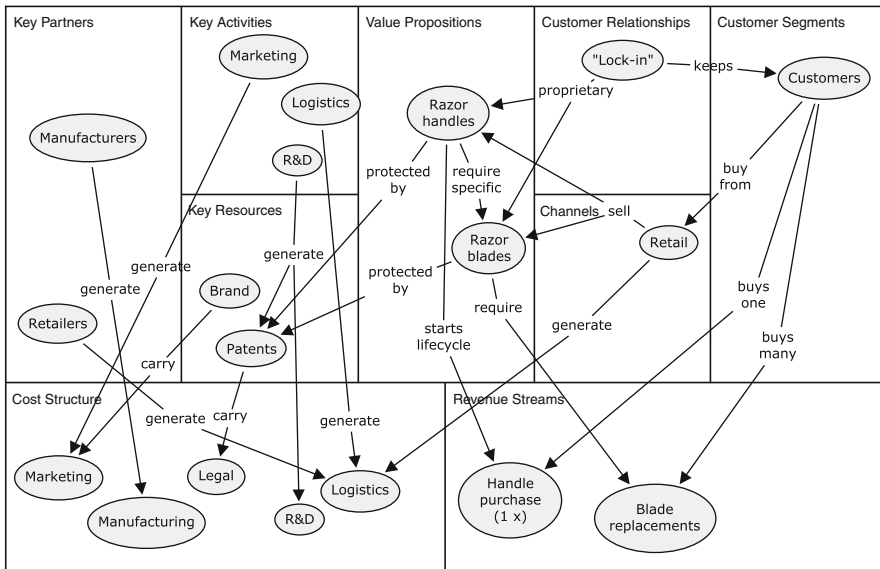 Key Partners
Key Activities
Value Propositions
Customer Relationships
Customer Segments
Marketing
"Lock-in"
keeps
Customers
Logistics
proprietary
Razor
handles
Manufacturers
R&D
protected
by
require
specific
buy
from
Key Resources
Channels
sell
Retail
Razor
blades
generate
generate
protected
by
generate
Brand
require
buys
one
Retailers
generate
starts
lifecycle
Patents
buys
many
carry
Cost Structure
Revenue Streams
generate
carry
generate
Marketing
Legal
Logistics
Handle
purchase
(1 x)
Manufacturing
R&D
Blade
replacements